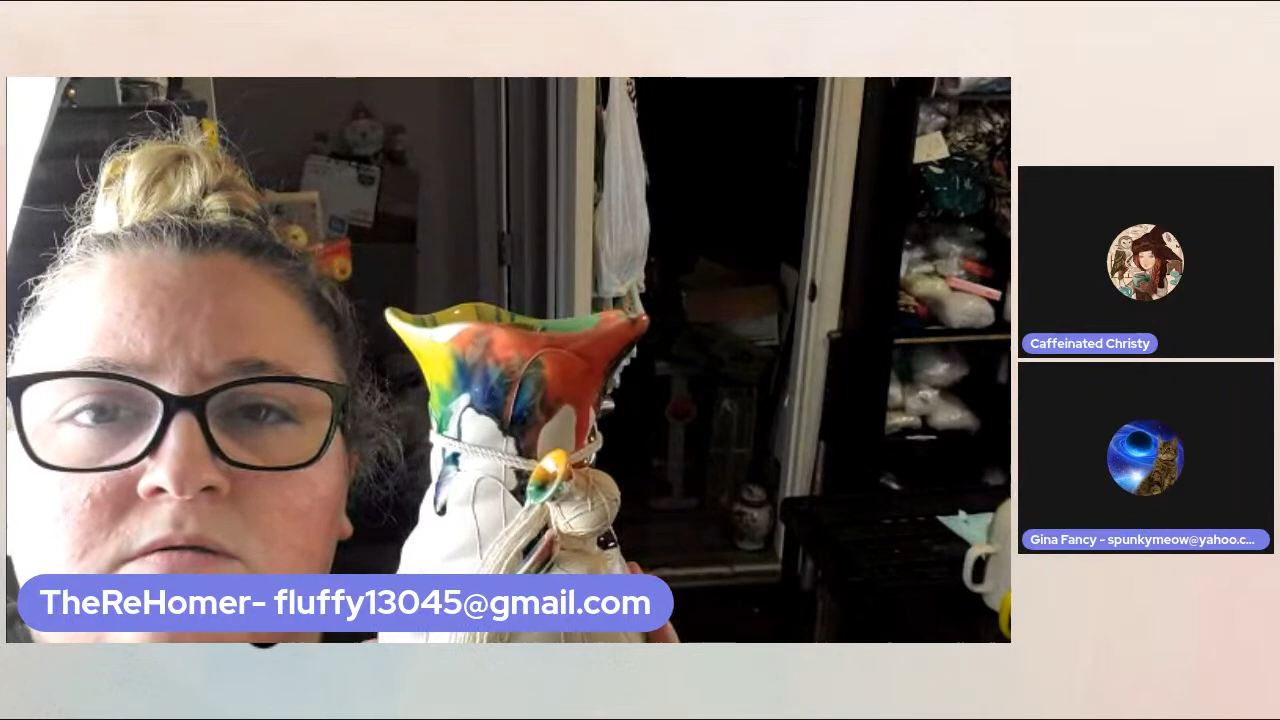 Caffeinated Christy
Gina Fancy - spunkymeow@yahoo.c...
TheReHomer- fluffy13045@gmail.com